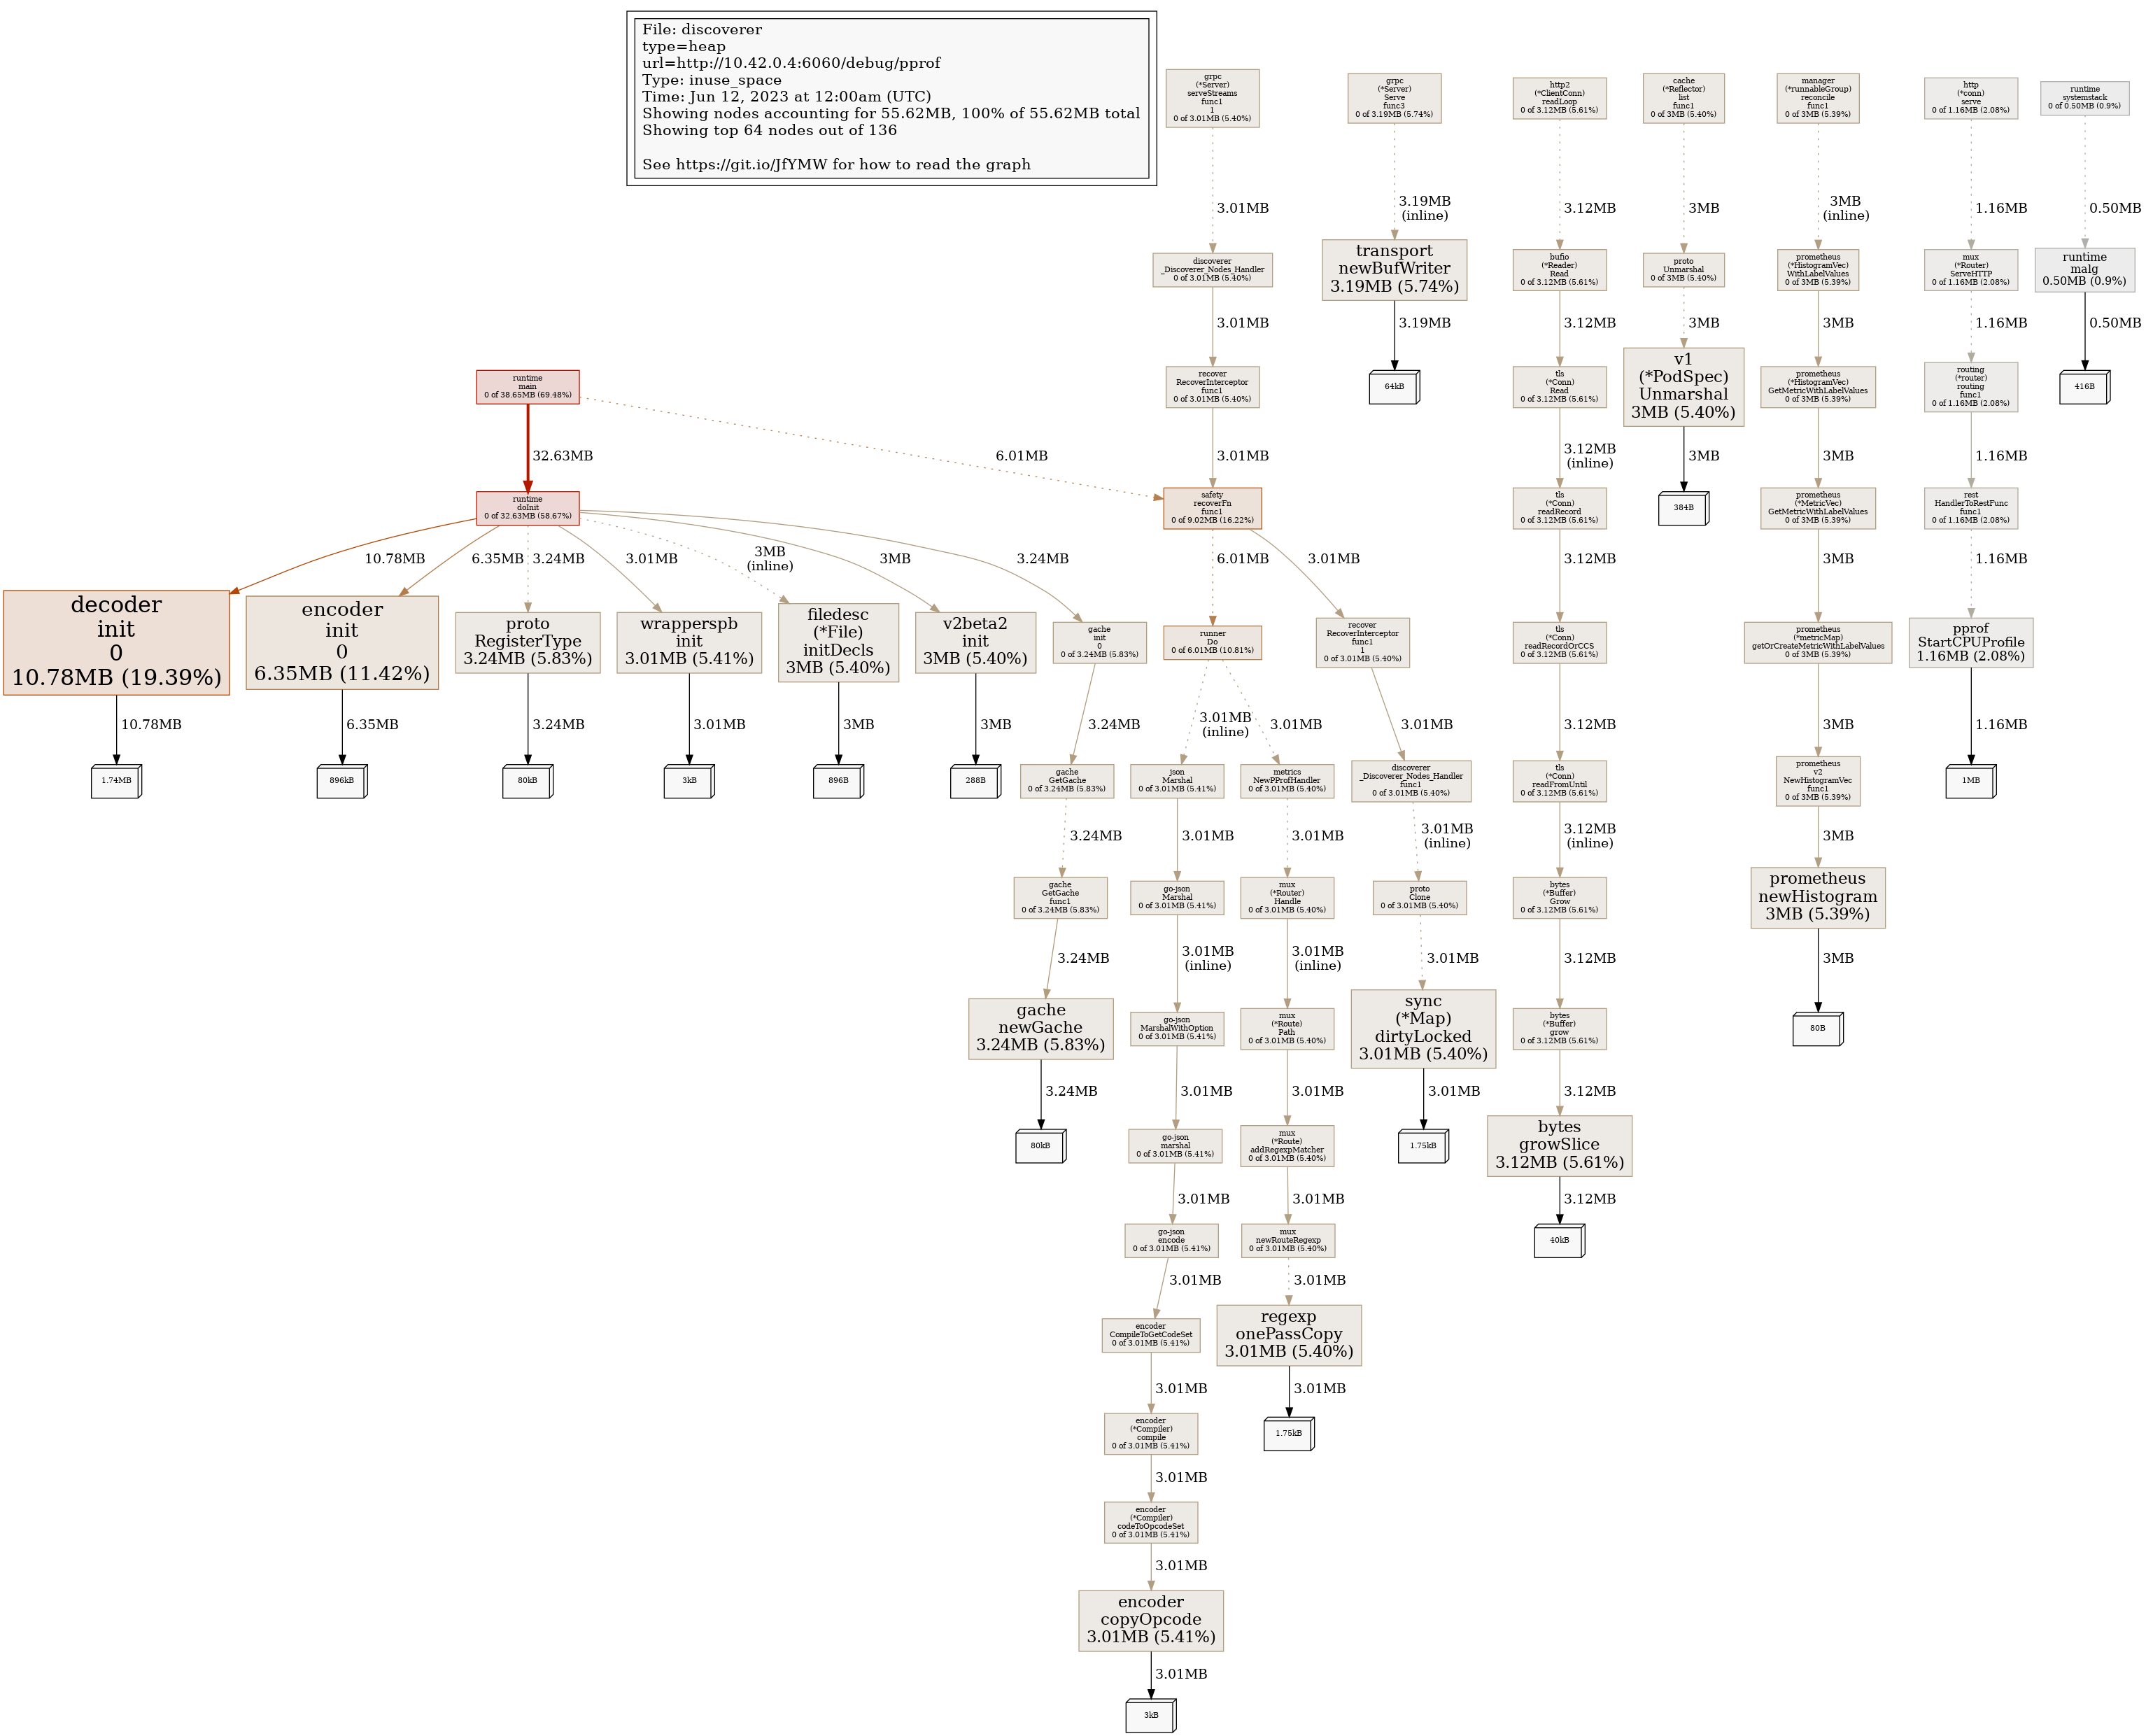 File: discoverer
type=heap
url=http://10.42.0.4:6060/debug/pprof
Type: inuse_space
Time: Jun 12, 2023 at 12:00am (UTC)
Showing nodes accounting for 55.62MB, 100% of 55.62MB total
Showing top 64 nodes out of 136
See https://git.io/JfYMW for how to read the graph
runtime
main
0 of 38.65MB (69.48%)
32.63MB
6.01MB
runtime
doInit
0 of 32.63MB (58.67%)
10.78MB
6.35MB
3.24MB
3.01MB
3MB
(inline)
3MB
3.24MB
decoder
init
0
10.78MB (19.39%)
10.78MB
1.74MB
encoder
init
0
6.35MB (11.42%)
6.35MB
896kB
proto
RegisterType
3.24MB (5.83%)
3.24MB
80kB
wrapperspb
init
3.01MB (5.41%)
3.01MB
3kB
filedesc
(*File)
initDecls
3MB (5.40%)
3MB
896B
v2beta2
init
3MB (5.40%)
3MB
288B
gache
init
0
0 of 3.24MB (5.83%)
3.24MB
gache
GetGache
0 of 3.24MB (5.83%)
3.24MB
gache
GetGache
func1
0 of 3.24MB (5.83%)
3.24MB
gache
newGache
3.24MB (5.83%)
3.24MB
80kB
grpc
(*Server)
serveStreams
func1
1
0 of 3.01MB (5.40%)
3.01MB
discoverer
_Discoverer_Nodes_Handler
0 of 3.01MB (5.40%)
3.01MB
recover
RecoverInterceptor
func1
0 of 3.01MB (5.40%)
3.01MB
safety
recoverFn
func1
0 of 9.02MB (16.22%)
6.01MB
3.01MB
runner
Do
0 of 6.01MB (10.81%)
3.01MB
(inline)
3.01MB
json
Marshal
0 of 3.01MB (5.41%)
3.01MB
go-json
Marshal
0 of 3.01MB (5.41%)
3.01MB
(inline)
go-json
MarshalWithOption
0 of 3.01MB (5.41%)
3.01MB
go-json
marshal
0 of 3.01MB (5.41%)
3.01MB
go-json
encode
0 of 3.01MB (5.41%)
3.01MB
encoder
CompileToGetCodeSet
0 of 3.01MB (5.41%)
3.01MB
encoder
(*Compiler)
compile
0 of 3.01MB (5.41%)
3.01MB
encoder
(*Compiler)
codeToOpcodeSet
0 of 3.01MB (5.41%)
3.01MB
encoder
copyOpcode
3.01MB (5.41%)
3.01MB
3kB
metrics
NewPProfHandler
0 of 3.01MB (5.40%)
3.01MB
mux
(*Router)
Handle
0 of 3.01MB (5.40%)
3.01MB
(inline)
mux
(*Route)
Path
0 of 3.01MB (5.40%)
3.01MB
mux
(*Route)
addRegexpMatcher
0 of 3.01MB (5.40%)
3.01MB
mux
newRouteRegexp
0 of 3.01MB (5.40%)
3.01MB
regexp
onePassCopy
3.01MB (5.40%)
3.01MB
1.75kB
recover
RecoverInterceptor
func1
1
0 of 3.01MB (5.40%)
3.01MB
discoverer
_Discoverer_Nodes_Handler
func1
0 of 3.01MB (5.40%)
3.01MB
(inline)
proto
Clone
0 of 3.01MB (5.40%)
3.01MB
sync
(*Map)
dirtyLocked
3.01MB (5.40%)
3.01MB
1.75kB
grpc
(*Server)
Serve
func3
0 of 3.19MB (5.74%)
3.19MB
(inline)
transport
newBufWriter
3.19MB (5.74%)
3.19MB
64kB
http2
(*ClientConn)
readLoop
0 of 3.12MB (5.61%)
3.12MB
bufio
(*Reader)
Read
0 of 3.12MB (5.61%)
3.12MB
tls
(*Conn)
Read
0 of 3.12MB (5.61%)
3.12MB
(inline)
tls
(*Conn)
readRecord
0 of 3.12MB (5.61%)
3.12MB
tls
(*Conn)
readRecordOrCCS
0 of 3.12MB (5.61%)
3.12MB
tls
(*Conn)
readFromUntil
0 of 3.12MB (5.61%)
3.12MB
(inline)
bytes
(*Buffer)
Grow
0 of 3.12MB (5.61%)
3.12MB
bytes
(*Buffer)
grow
0 of 3.12MB (5.61%)
3.12MB
bytes
growSlice
3.12MB (5.61%)
3.12MB
40kB
cache
(*Reflector)
list
func1
0 of 3MB (5.40%)
3MB
proto
Unmarshal
0 of 3MB (5.40%)
3MB
v1
(*PodSpec)
Unmarshal
3MB (5.40%)
3MB
384B
manager
(*runnableGroup)
reconcile
func1
0 of 3MB (5.39%)
3MB
(inline)
prometheus
(*HistogramVec)
WithLabelValues
0 of 3MB (5.39%)
3MB
prometheus
(*HistogramVec)
GetMetricWithLabelValues
0 of 3MB (5.39%)
3MB
prometheus
(*MetricVec)
GetMetricWithLabelValues
0 of 3MB (5.39%)
3MB
prometheus
(*metricMap)
getOrCreateMetricWithLabelValues
0 of 3MB (5.39%)
3MB
prometheus
v2
NewHistogramVec
func1
0 of 3MB (5.39%)
3MB
prometheus
newHistogram
3MB (5.39%)
3MB
80B
http
(*conn)
serve
0 of 1.16MB (2.08%)
1.16MB
mux
(*Router)
ServeHTTP
0 of 1.16MB (2.08%)
1.16MB
routing
(*router)
routing
func1
0 of 1.16MB (2.08%)
1.16MB
rest
HandlerToRestFunc
func1
0 of 1.16MB (2.08%)
1.16MB
pprof
StartCPUProfile
1.16MB (2.08%)
1.16MB
1MB
runtime
systemstack
0 of 0.50MB (0.9%)
0.50MB
runtime
malg
0.50MB (0.9%)
0.50MB
416B